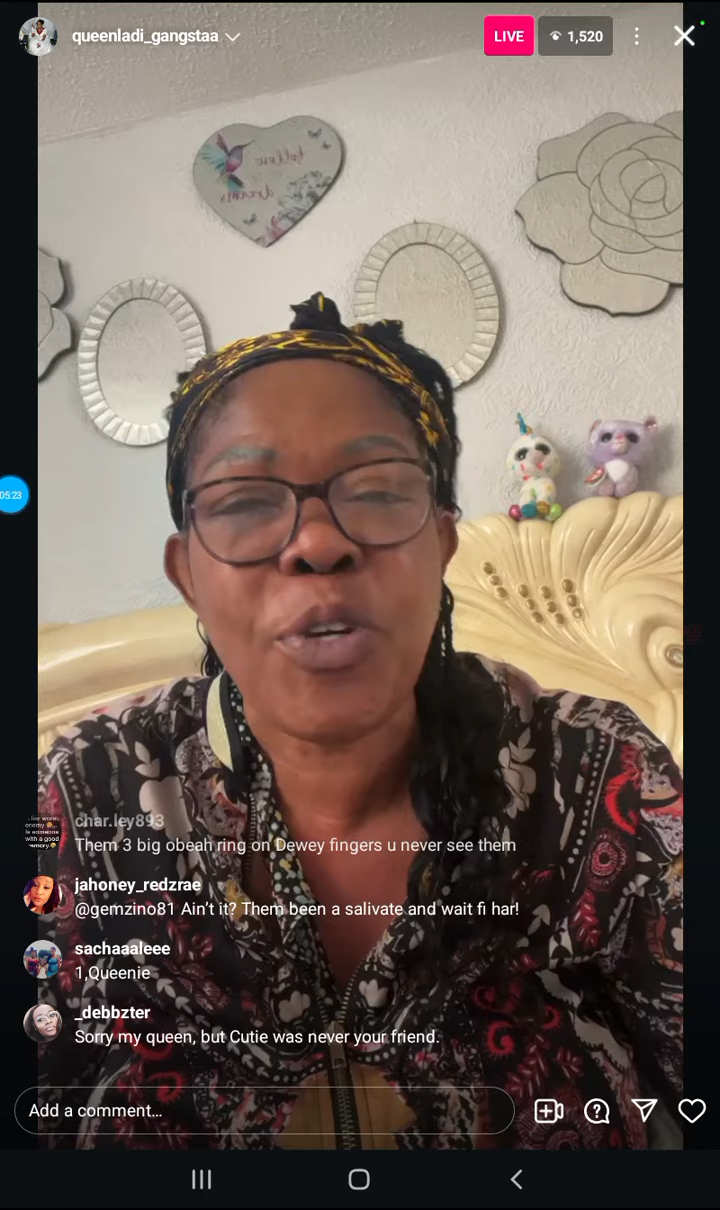 queenladi_gangstaa
LIVE
1,520
follow
dreams
05:23
char.ley893
Them 3 big obeah ring on Dewey fingers u never see them
jahoney_redzrae
@gemzino81 Ain't it? Them been a salivate and wait fi har!
sachaaaleee
1,Queenie
_debbzter
Sorry my queen, but Cutie was never your friend.
Add a comment...